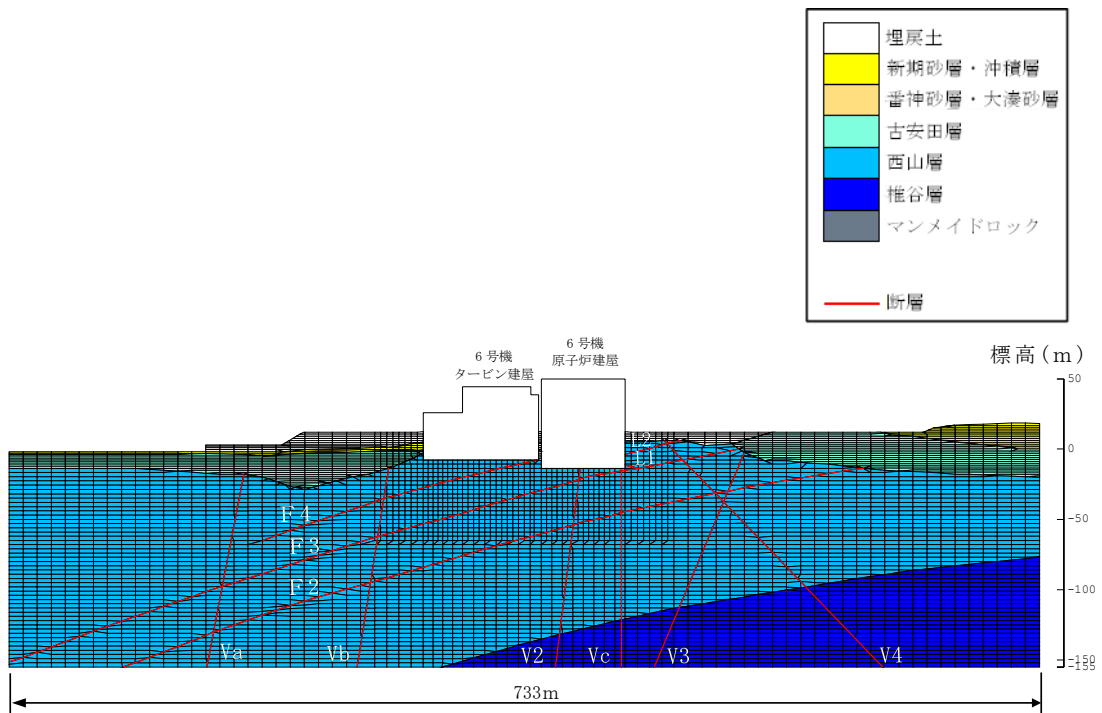 埋戻土
新期砂層・沖積層
番神砂層・大湊砂層
古安田層
西山層
椎谷層
マンメイドロック
断層
6 号機
原子炉建屋
6 号機
タービン建屋
標高(m)
50
0
-50
-100
-150
-155
L2
L1
F4
F3
F2
Va
Vb
V2
Vc
V3
V4
733m